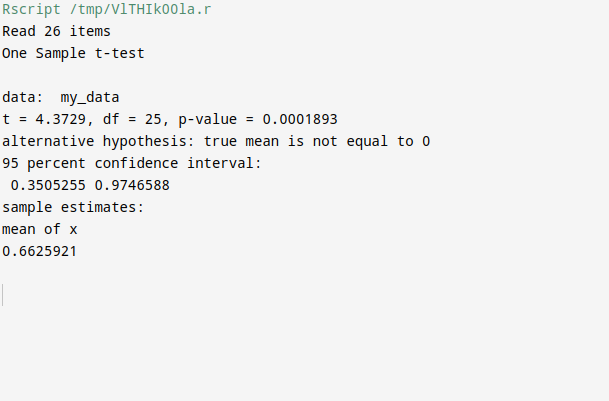 Rscript /tmp/VlTHIkOOla.r
Read 26 items
One Sample t-test
data:  my_data
t = 4.3729, df = 25, p-value = 0.0001893
alternative hypothesis: true mean is not equal to 0
95 percent confidence interval:
 0.3505255 0.9746588
sample estimates:
mean of x
0.6625921